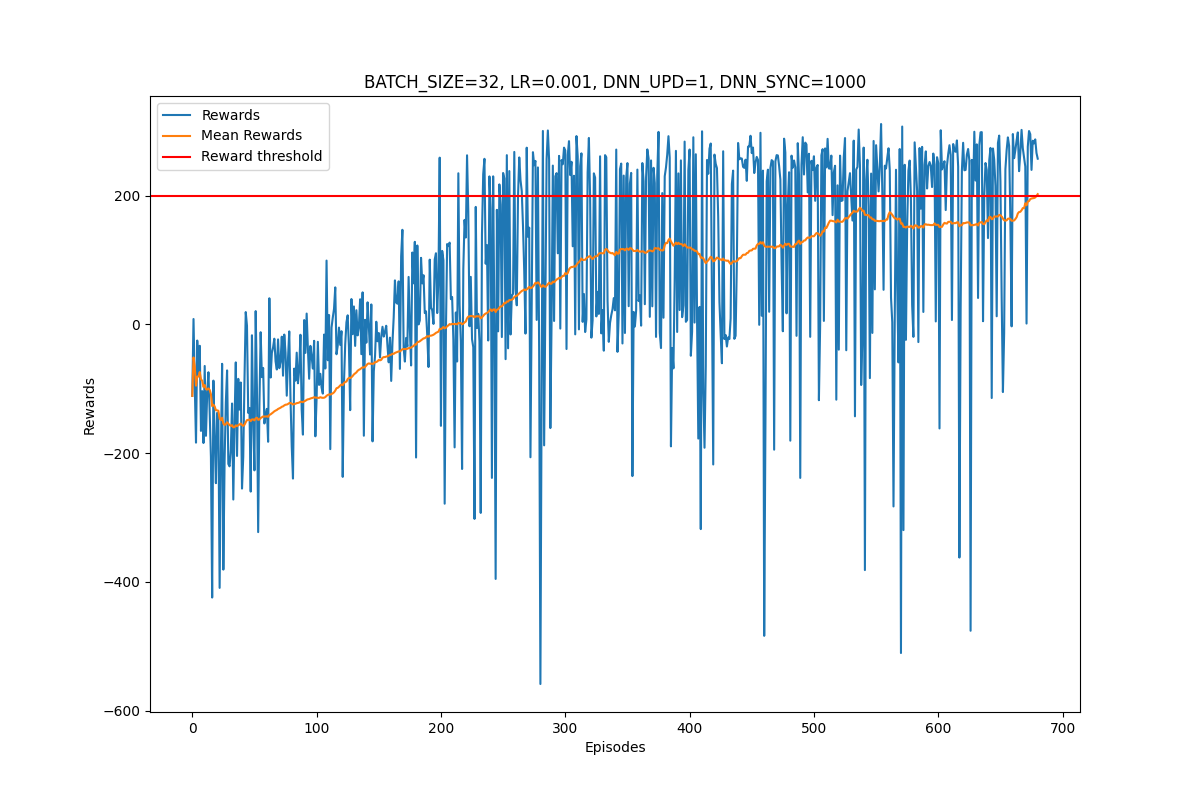 BATCH_SIZE=32, LR=0.001, DNN_UPD=1, DNN_SYNC=1000
Rewards
Mean Rewards
Reward threshold
200
0
−200
−400
−600
Rewards
0 100 200 300 400 500 600 700
Episodes